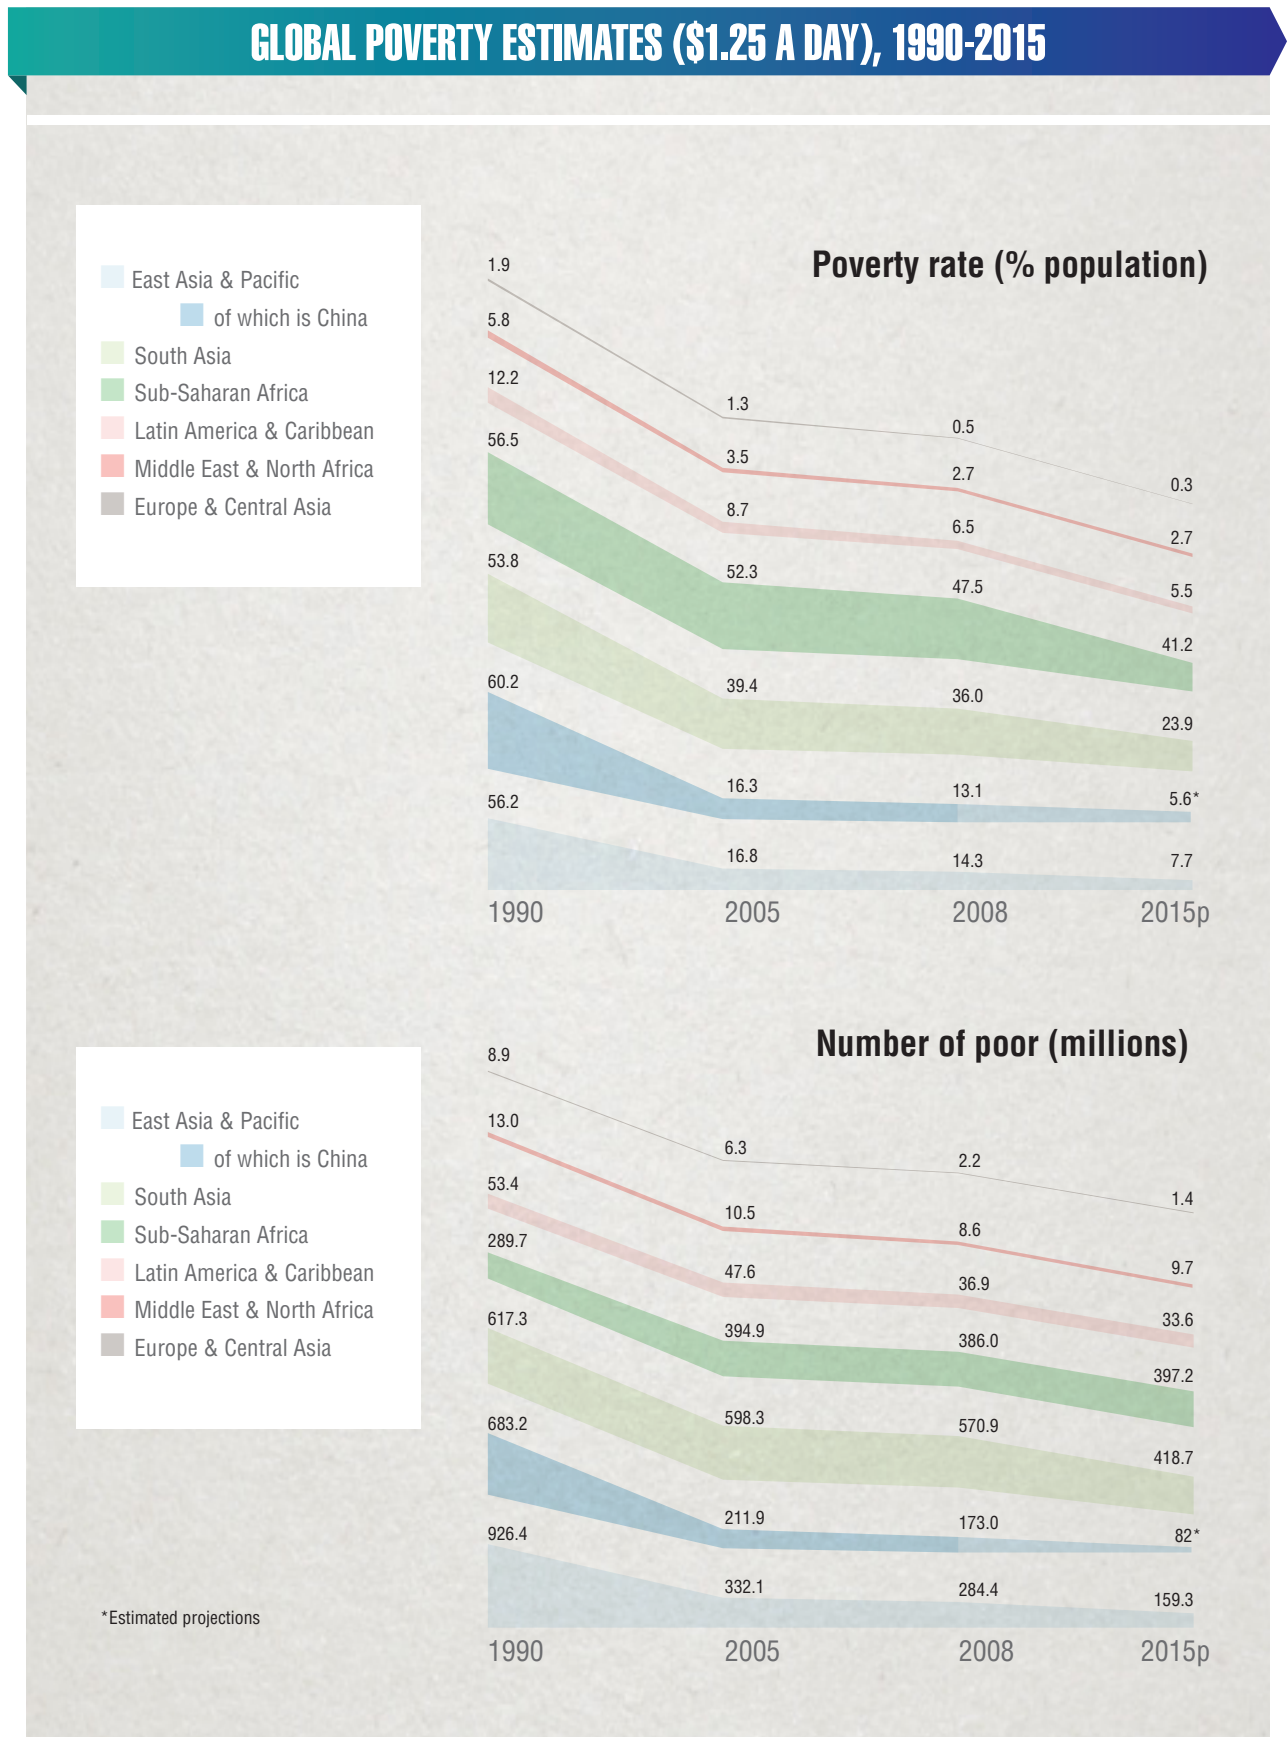 GLOBAL POVERTY ESTIMATES ($1.25 A DAY), 1990-2015
Poverty rate (% population)
East Asia & Pacific
of which is China
South Asia
Sub-Saharan Africa
Latin America & Caribbean
Middle East & North Africa
Europe & Central Asia
1.9
1.3
0.5
0.3
5.8
3.5
2.7
2.7
12.2
8.7
6.5
5.5
56.5
52.3
47.5
41.2
53.8
39.4
36.0
23.9
60.2
16.3
13.1
5.6*
56.2
16.8
14.3
7.7
1990 2005 2008 2015p
Number of poor (millions)
East Asia & Pacific
of which is China
South Asia
Sub-Saharan Africa
Latin America & Caribbean
Middle East & North Africa
Europe & Central Asia
8.9
6.3
2.2
1.4
13.0
10.5
8.6
9.7
53.4
47.6
36.9
33.6
289.7
394.9
386.0
397.2
617.3
598.3
570.9
418.7
683.2
211.9
173.0
82*
926.4
332.1
284.4
159.3
1990 2005 2008 2015p
*Estimated projections